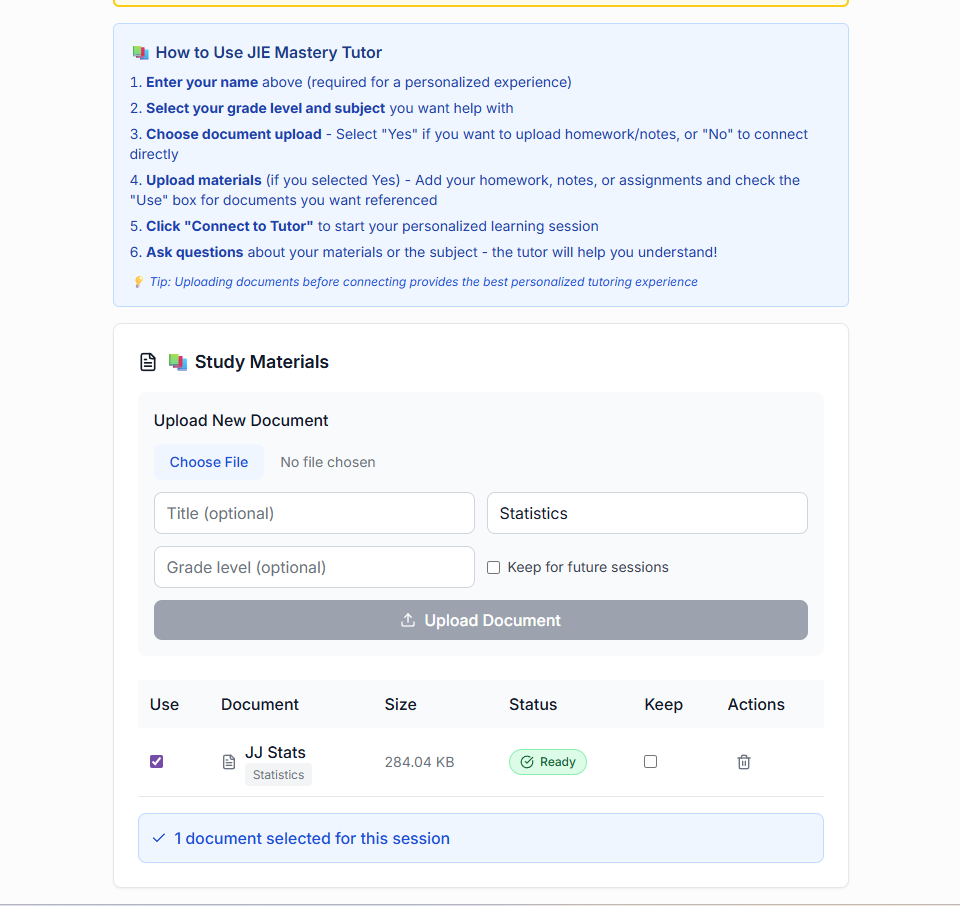 How to Use JIE Mastery Tutor
1. Enter your name above (required for a personalized experience)
2. Select your grade level and subject you want help with
3. Choose document upload - Select "Yes" if you want to upload homework/notes, or "No" to connect
directly
4. Upload materials (if you selected Yes) - Add your homework, notes, or assignments and check the
"Use" box for documents you want referenced
5. Click "Connect to Tutor" to start your personalized learning session
6. Ask questions about your materials or the subject - the tutor will help you understand!
Tip: Uploading documents before connecting provides the best personalized tutoring experience
Study Materials
Upload New Document
Choose File No file chosen
Title (optional) Statistics
Grade level (optional) Keep for future sessions
Upload Document
Use Document Size Status Keep Actions
JJ Stats 284.04 KB Ready
Statistics
1 document selected for this session